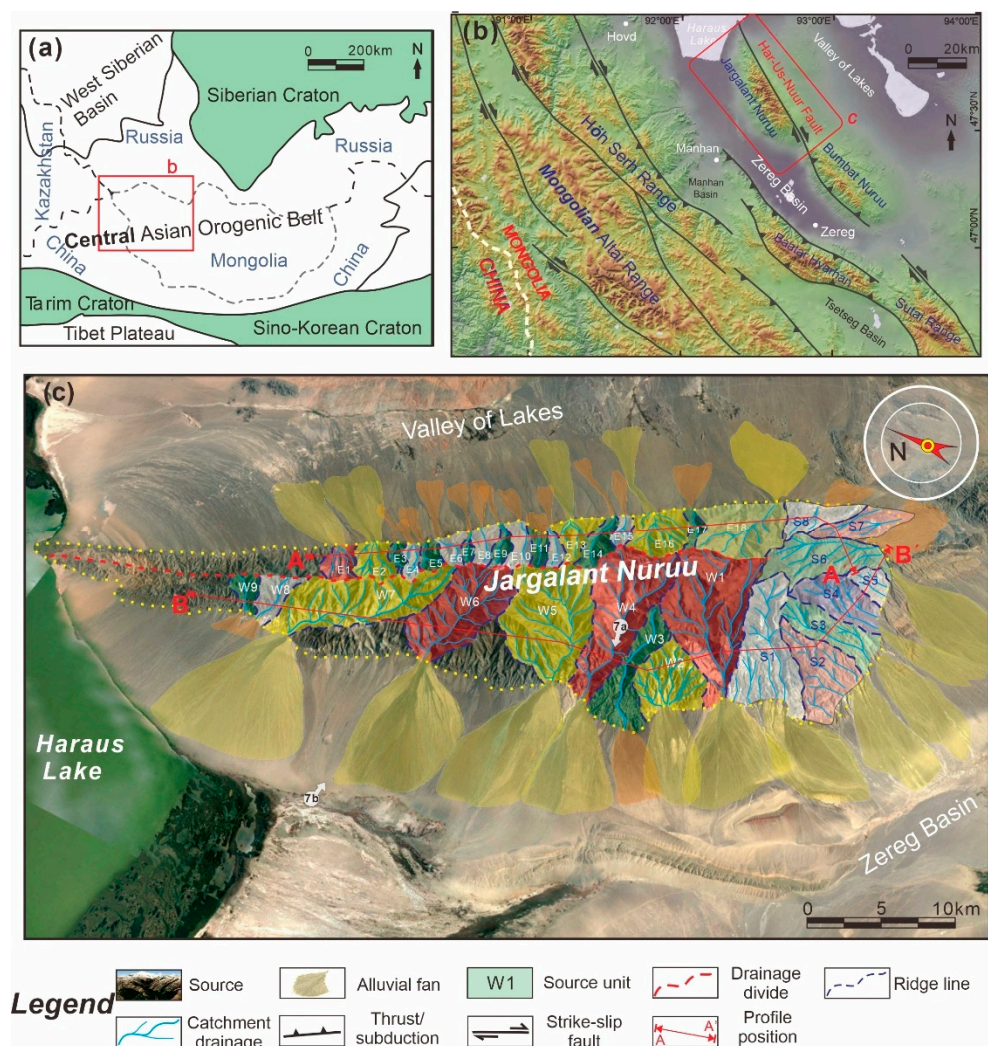 (a)
0 200km
N
West Siberian
Basin
Siberian Craton
Russia
Russia
Kazakhstan
b
Central Asian Orogenic Belt
China
Mongolia
China
Tarim Craton
Tibet Plateau
Sino-Korean Craton
(b)
91°00'E
92°00'E
93°00'E
94°00'E
Hovd
Haraus
Lake
Valley of Lakes
0 20km
Har-Us-Nuur Fault
Jargalant Nuruu
47°30'N
N
c
Höh Serh Range
Manhan
Manhan
Basin
Zereg Basin
Bumbat Nuruu
Mongolian Altai Range
Zereg
47°00'N
Baatar Hyarhan
MONGOLIA
CHINA
Tsetseg Basin
Sutai Range
(c)
Valley of Lakes
N
A'
E1
E2
E3
E4
E5
E6
E7
E8
E9
E10
E11
E12
E13
E14
E15
E16
E17
E18
S8
S7
S6
B
A
S5
S4
S3
S2
S1
Jargalant Nuruu
W9
W8
W7
W6
W5
W4
W3
W2
W1
B'
7a
7b
Haraus
Lake
Zereg Basin
0 5 10km
Legend
Source
Alluvial fan
W1
Source unit
Drainage
divide
Ridge line
Catchment
drainage
Thrust/
subduction
Strike-slip
fault
A
A'
Profile
position